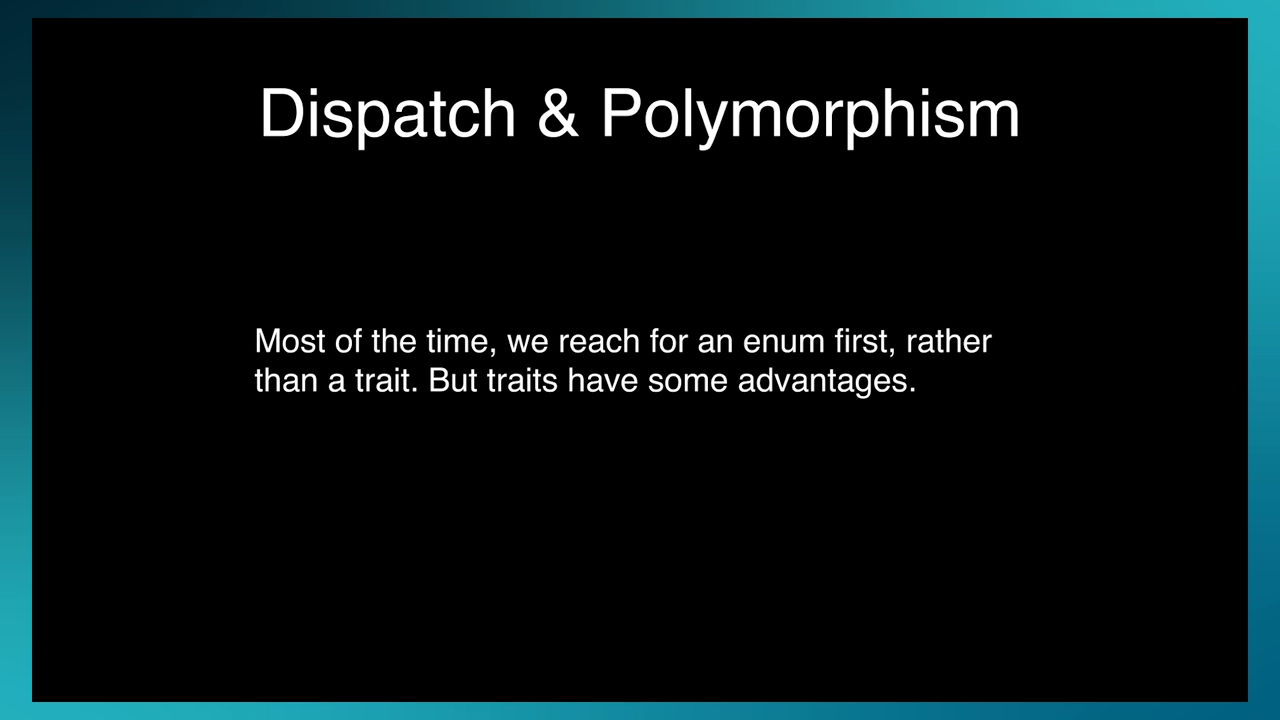 Dispatch & Polymorphism
Most of the time, we reach for an enum first, rather
than a trait. But traits have some advantages.